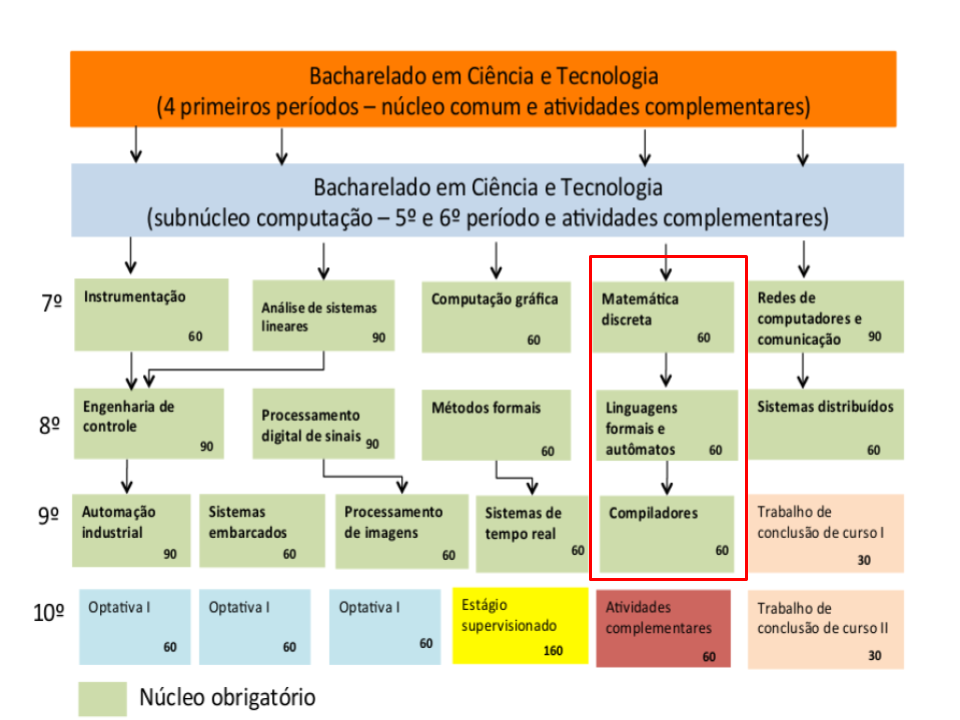 Bacharelado em Ciência e Tecnologia
(4 primeiros períodos – núcleo comum e atividades complementares)
Bacharelado em Ciência e Tecnologia
(subnúcleo computação – 5º e 6º período e atividades complementares)
7º
Instrumentação
60
Análise de sistemas
lineares
90
Computação gráfica
60
Matemática
discreta
60
Redes de
computadores e
comunicação 90
8º
Engenharia de
controle
90
Processamento
digital de sinais 90
Métodos formais
60
Linguagens
formais e
autômatos 60
Sistemas distribuídos
60
9º
Automação
industrial
90
Sistemas
embarcados
60
Processamento
de imagens
60
Sistemas de
tempo real
60
Compiladores
60
Trabalho de
conclusão de curso I
30
10º
Optativa I
60
Optativa I
60
Optativa I
60
Estágio
supervisionado
160
Atividades
complementares
60
Trabalho de
conclusão de curso II
30
Núcleo obrigatório